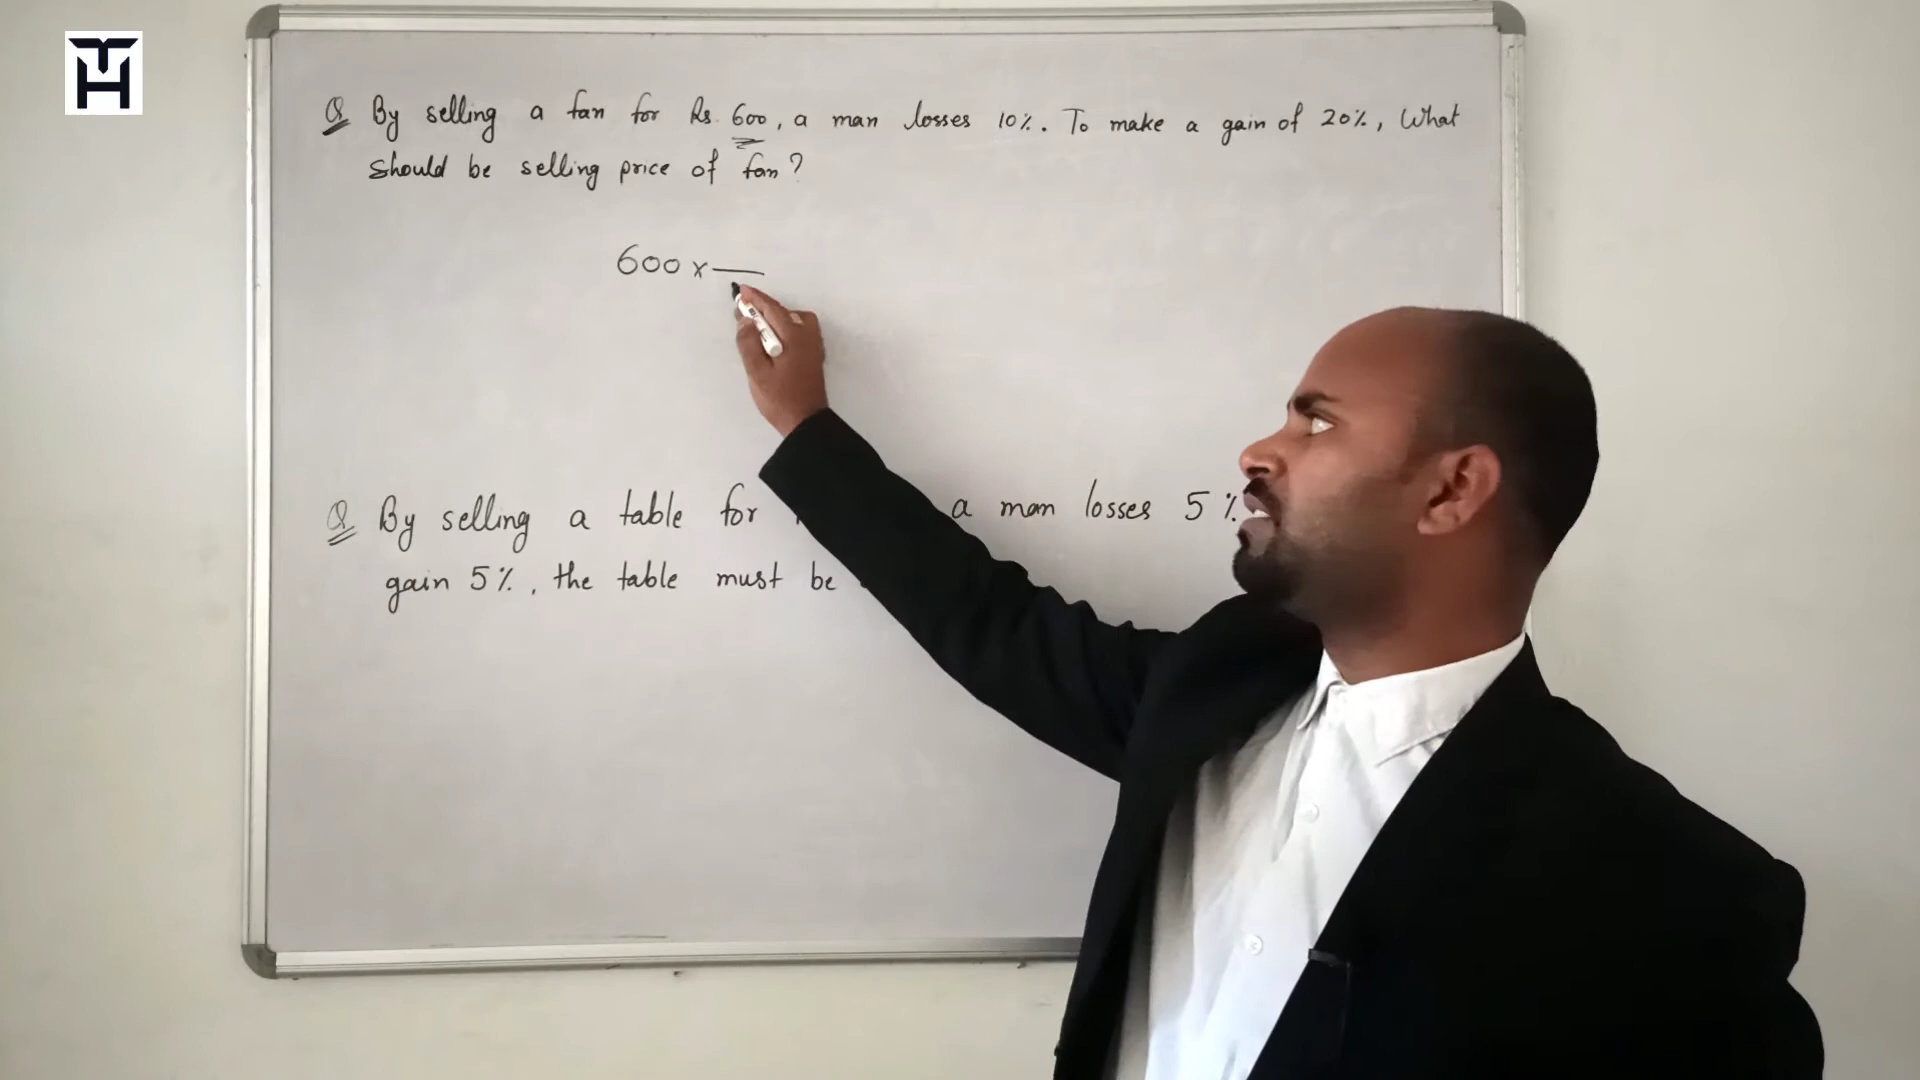 Q By selling a fan for Rs. 600, a man losses 10%. To make a gain of 20%, What
should be selling price of fan?
600 x
Q By selling a table for a man losses 5%
gain 5%, the table must be
TH